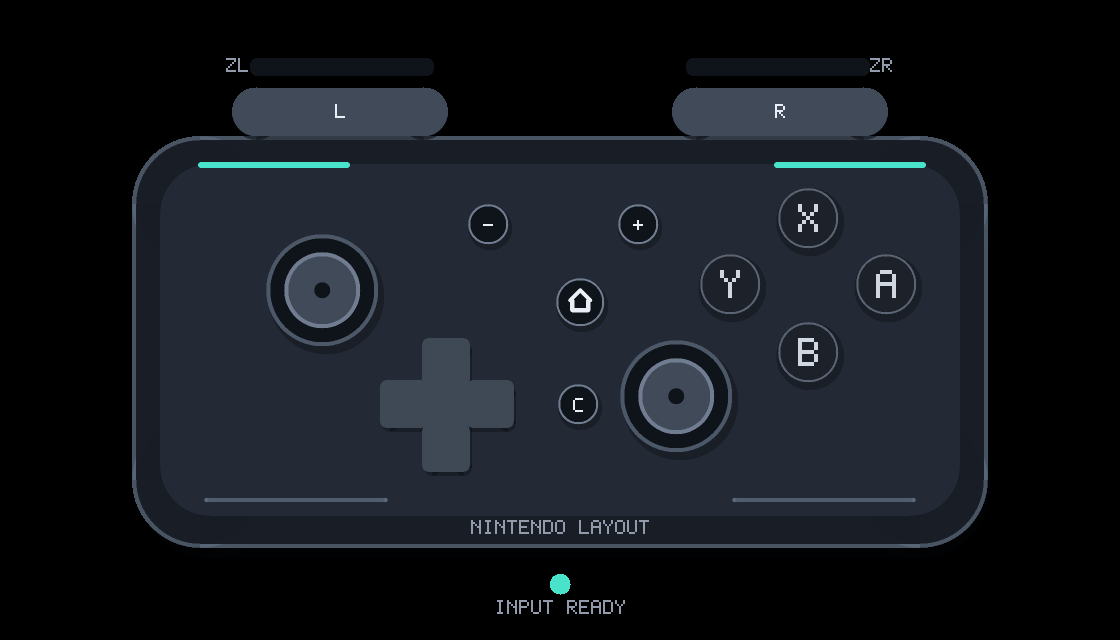 ZL ZR
L R
- +
X
Y A
B
C
NINTENDO LAYOUT
INPUT READY